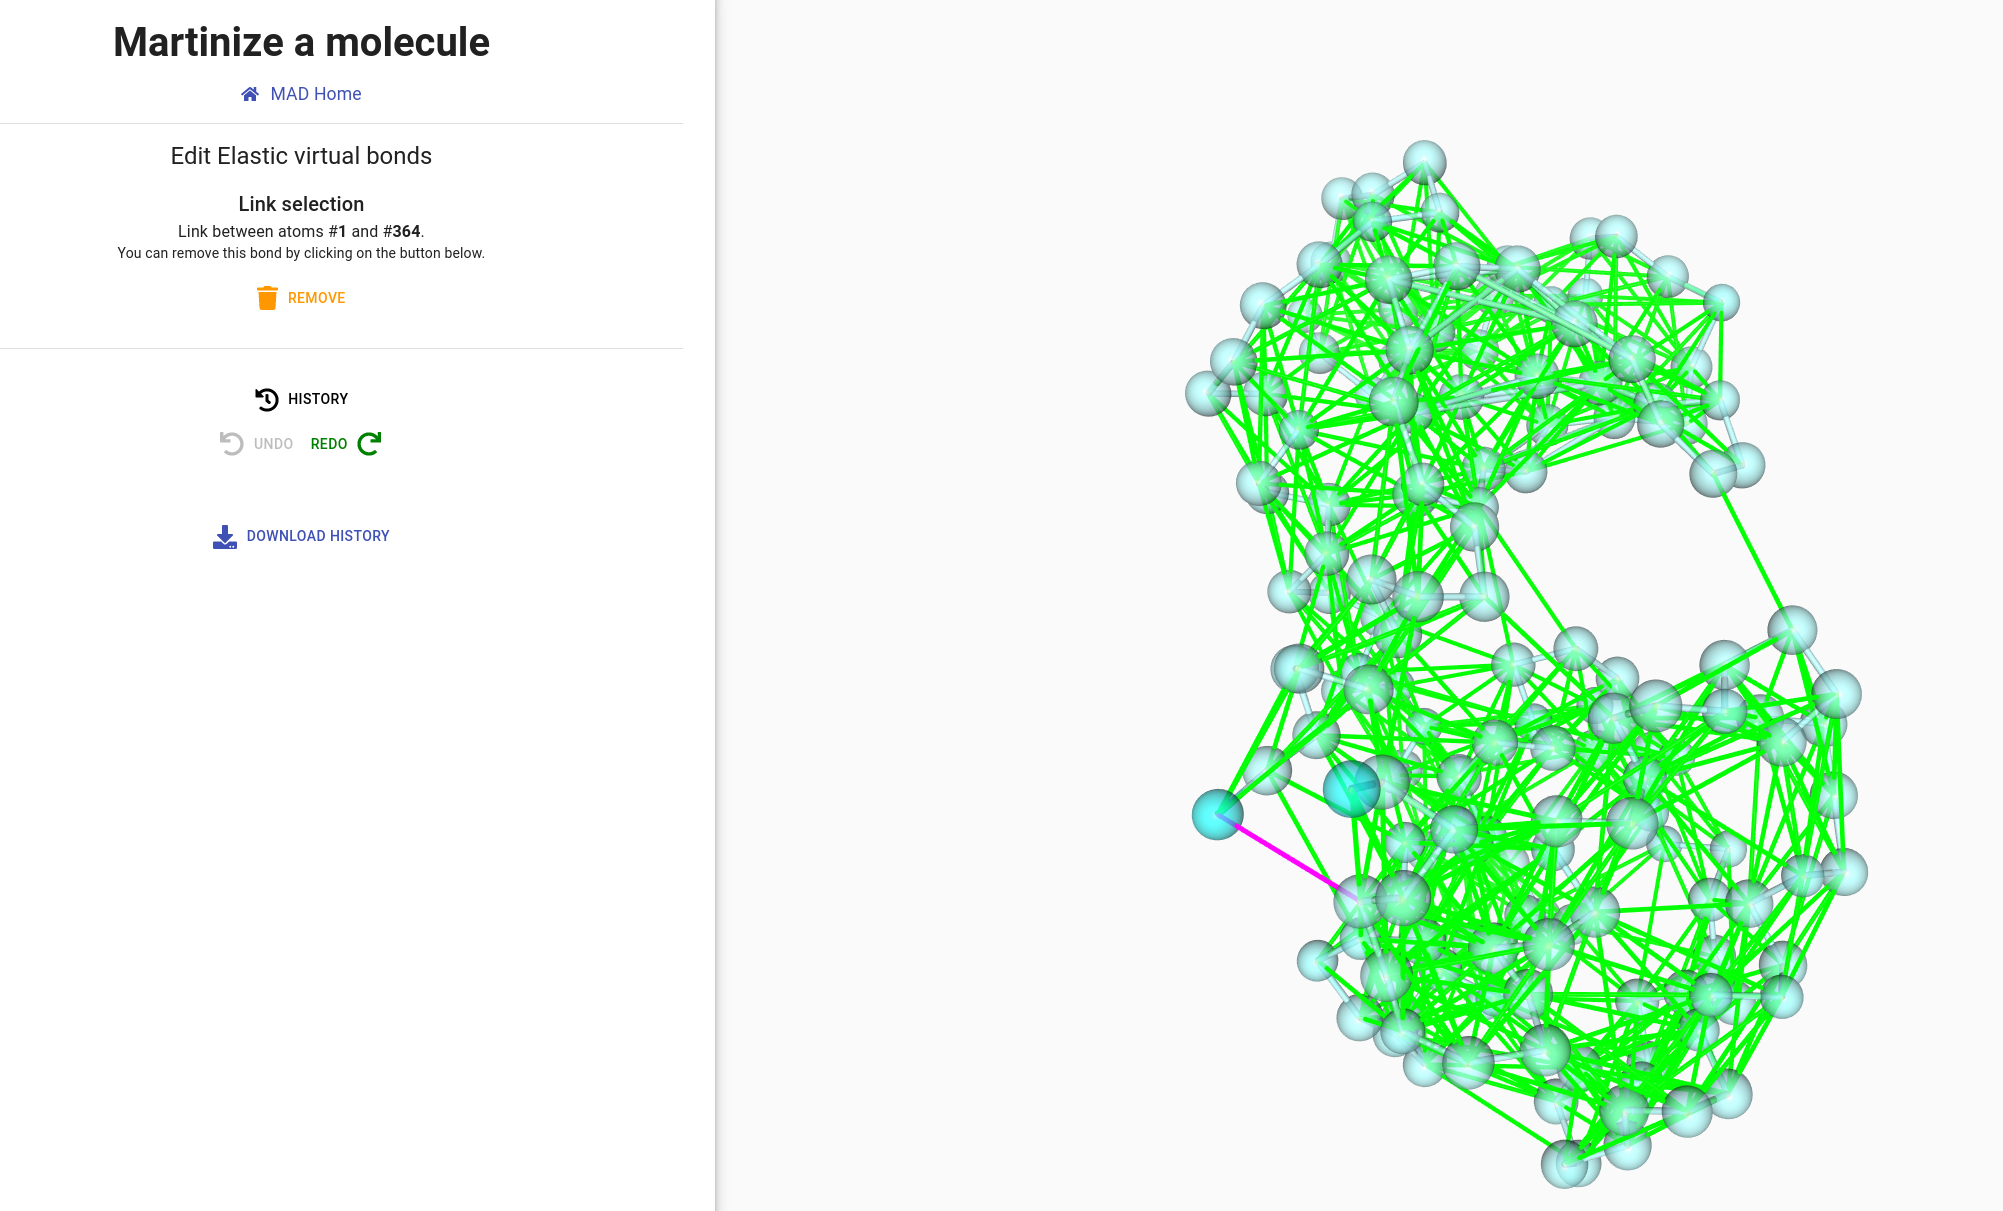 Martinize a molecule
MAD Home
Edit Elastic virtual bonds
Link selection
Link between atoms #1 and #364.
You can remove this bond by clicking on the button below.
REMOVE
HISTORY
UNDO REDO
DOWNLOAD HISTORY